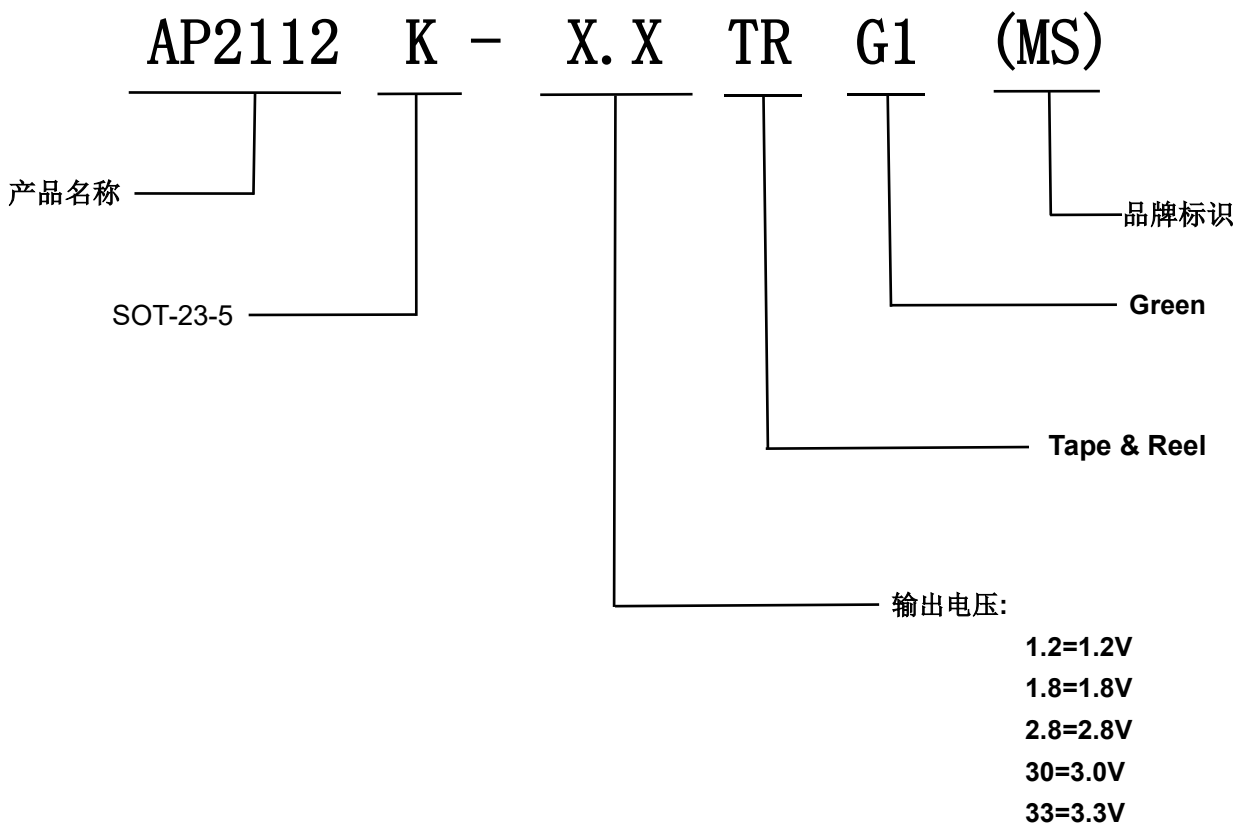 AP2112 K - X.X TR G1 (MS)
产品名称
品牌标识
Green
SOT-23-5
Tape & Reel
输出电压:
1.2=1.2V
1.8=1.8V
2.8=2.8V
30=3.0V
33=3.3V